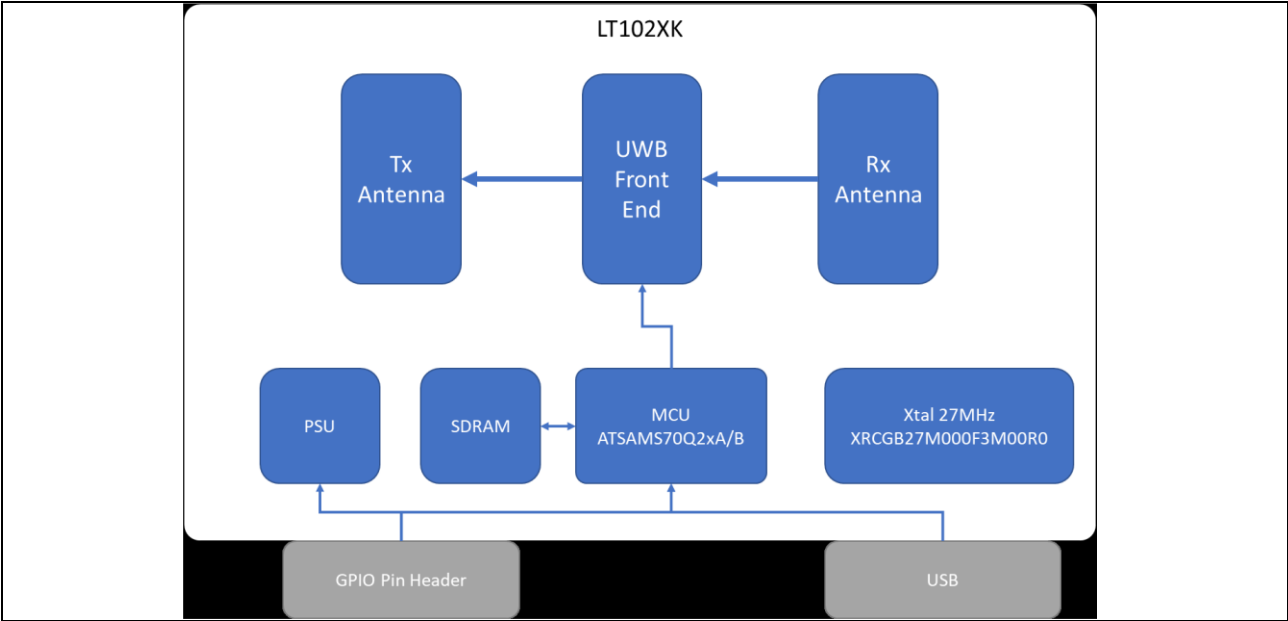 LT102XK
Tx
Antenna
UWB
Front
End
Rx
Antenna
PSU
SDRAM
MCU
ATSAMS70Q2xA/B
Xtal 27MHz
XRCGB27M000F3M00R0
GPIO Pin Header
USB